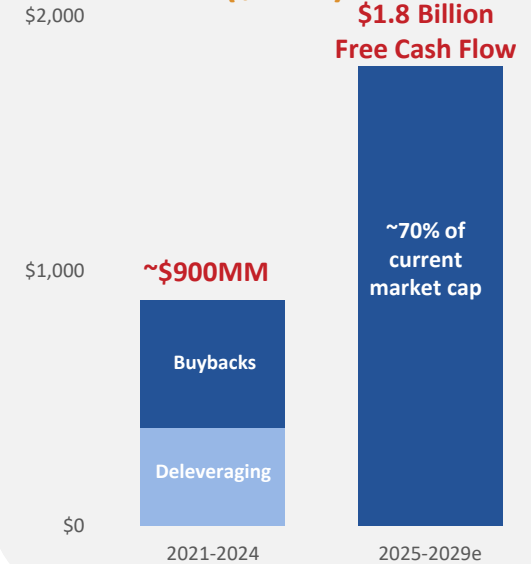 $2,000
$1.8 Billion
Free Cash Flow
~70% of
current
market cap
$1,000
~$900MM
Buybacks
Deleveraging
$0
2021-2024
2025-2029e